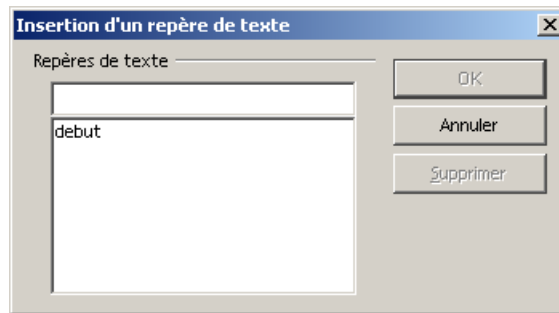 Insertion d'un repère de texte
Repères de texte
OK
debut
Annuler
Supprimer